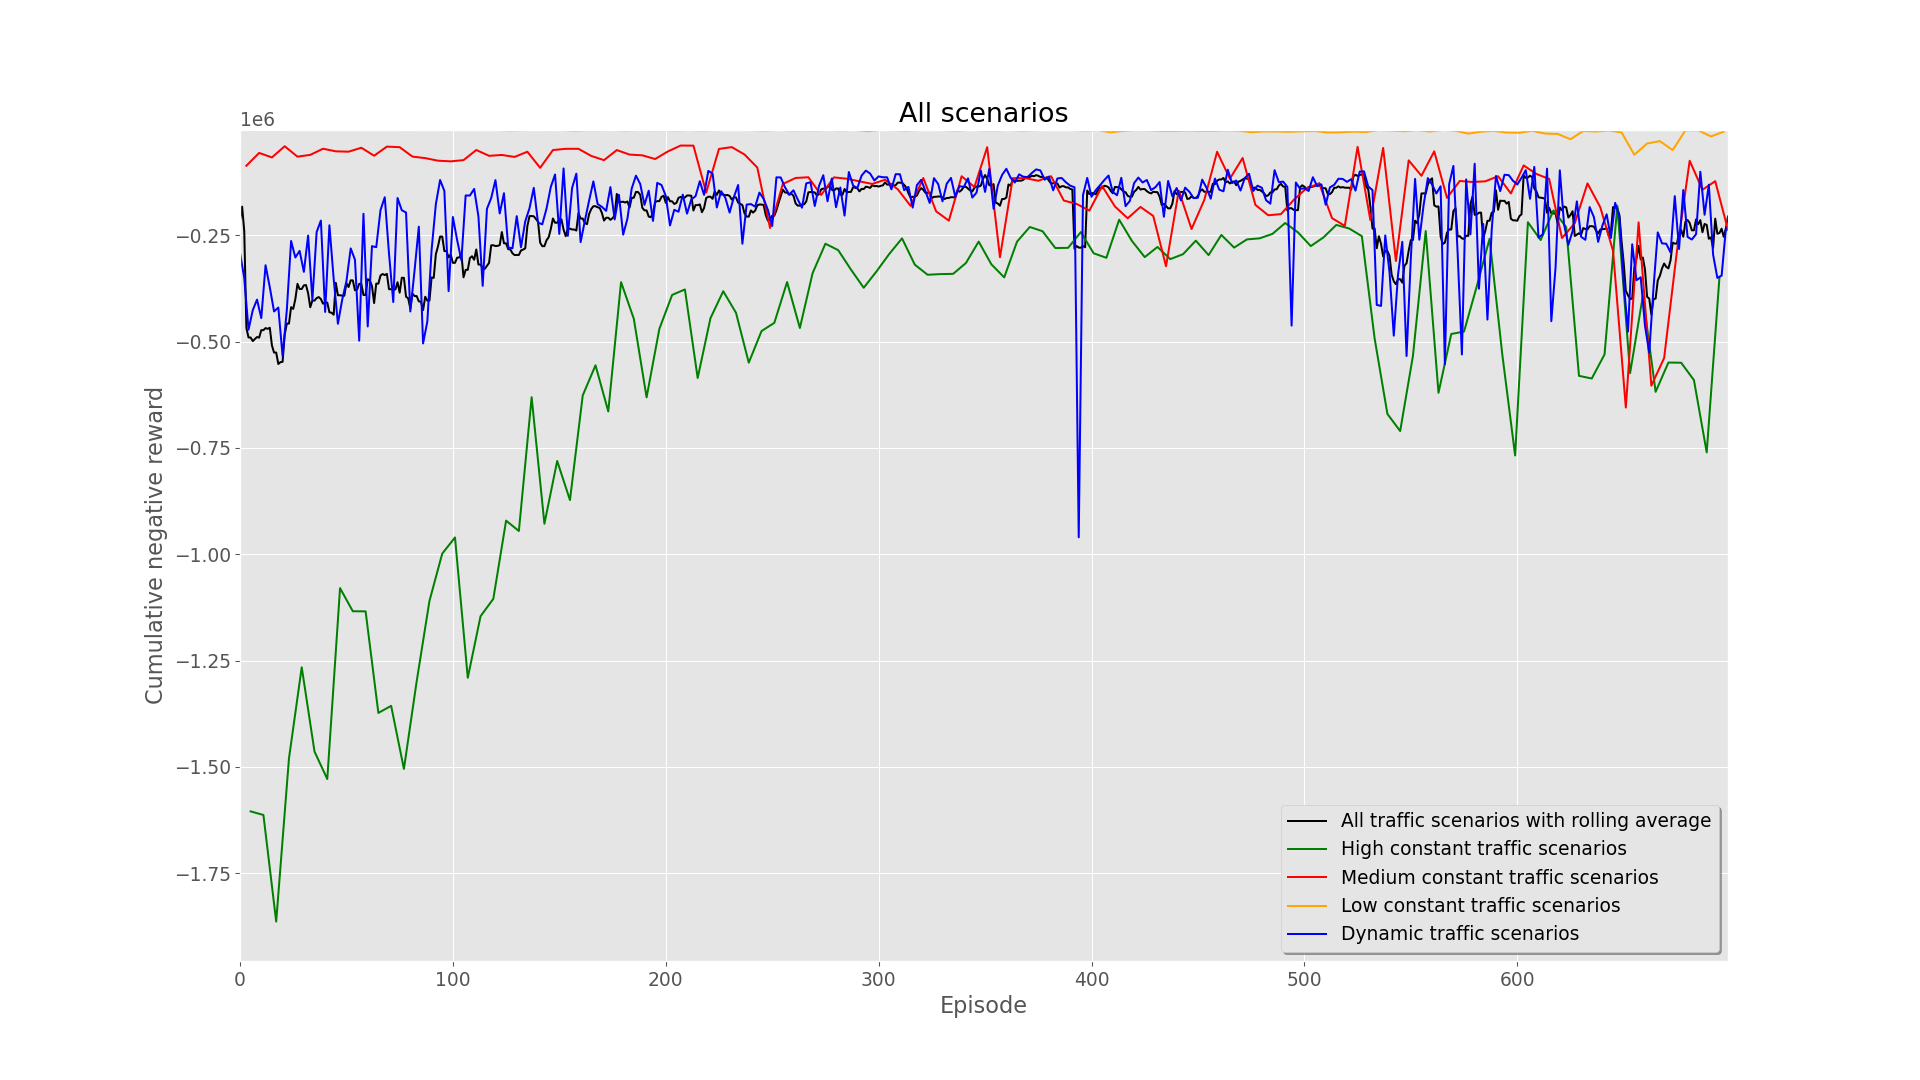 All scenarios
1e6
−0.25
−0.50
−0.75
−1.00
−1.25
−1.50
−1.75
Cumulative negative reward
0 100 200 300 400 500 600
Episode
All traffic scenarios with rolling average
High constant traffic scenarios
Medium constant traffic scenarios
Low constant traffic scenarios
Dynamic traffic scenarios